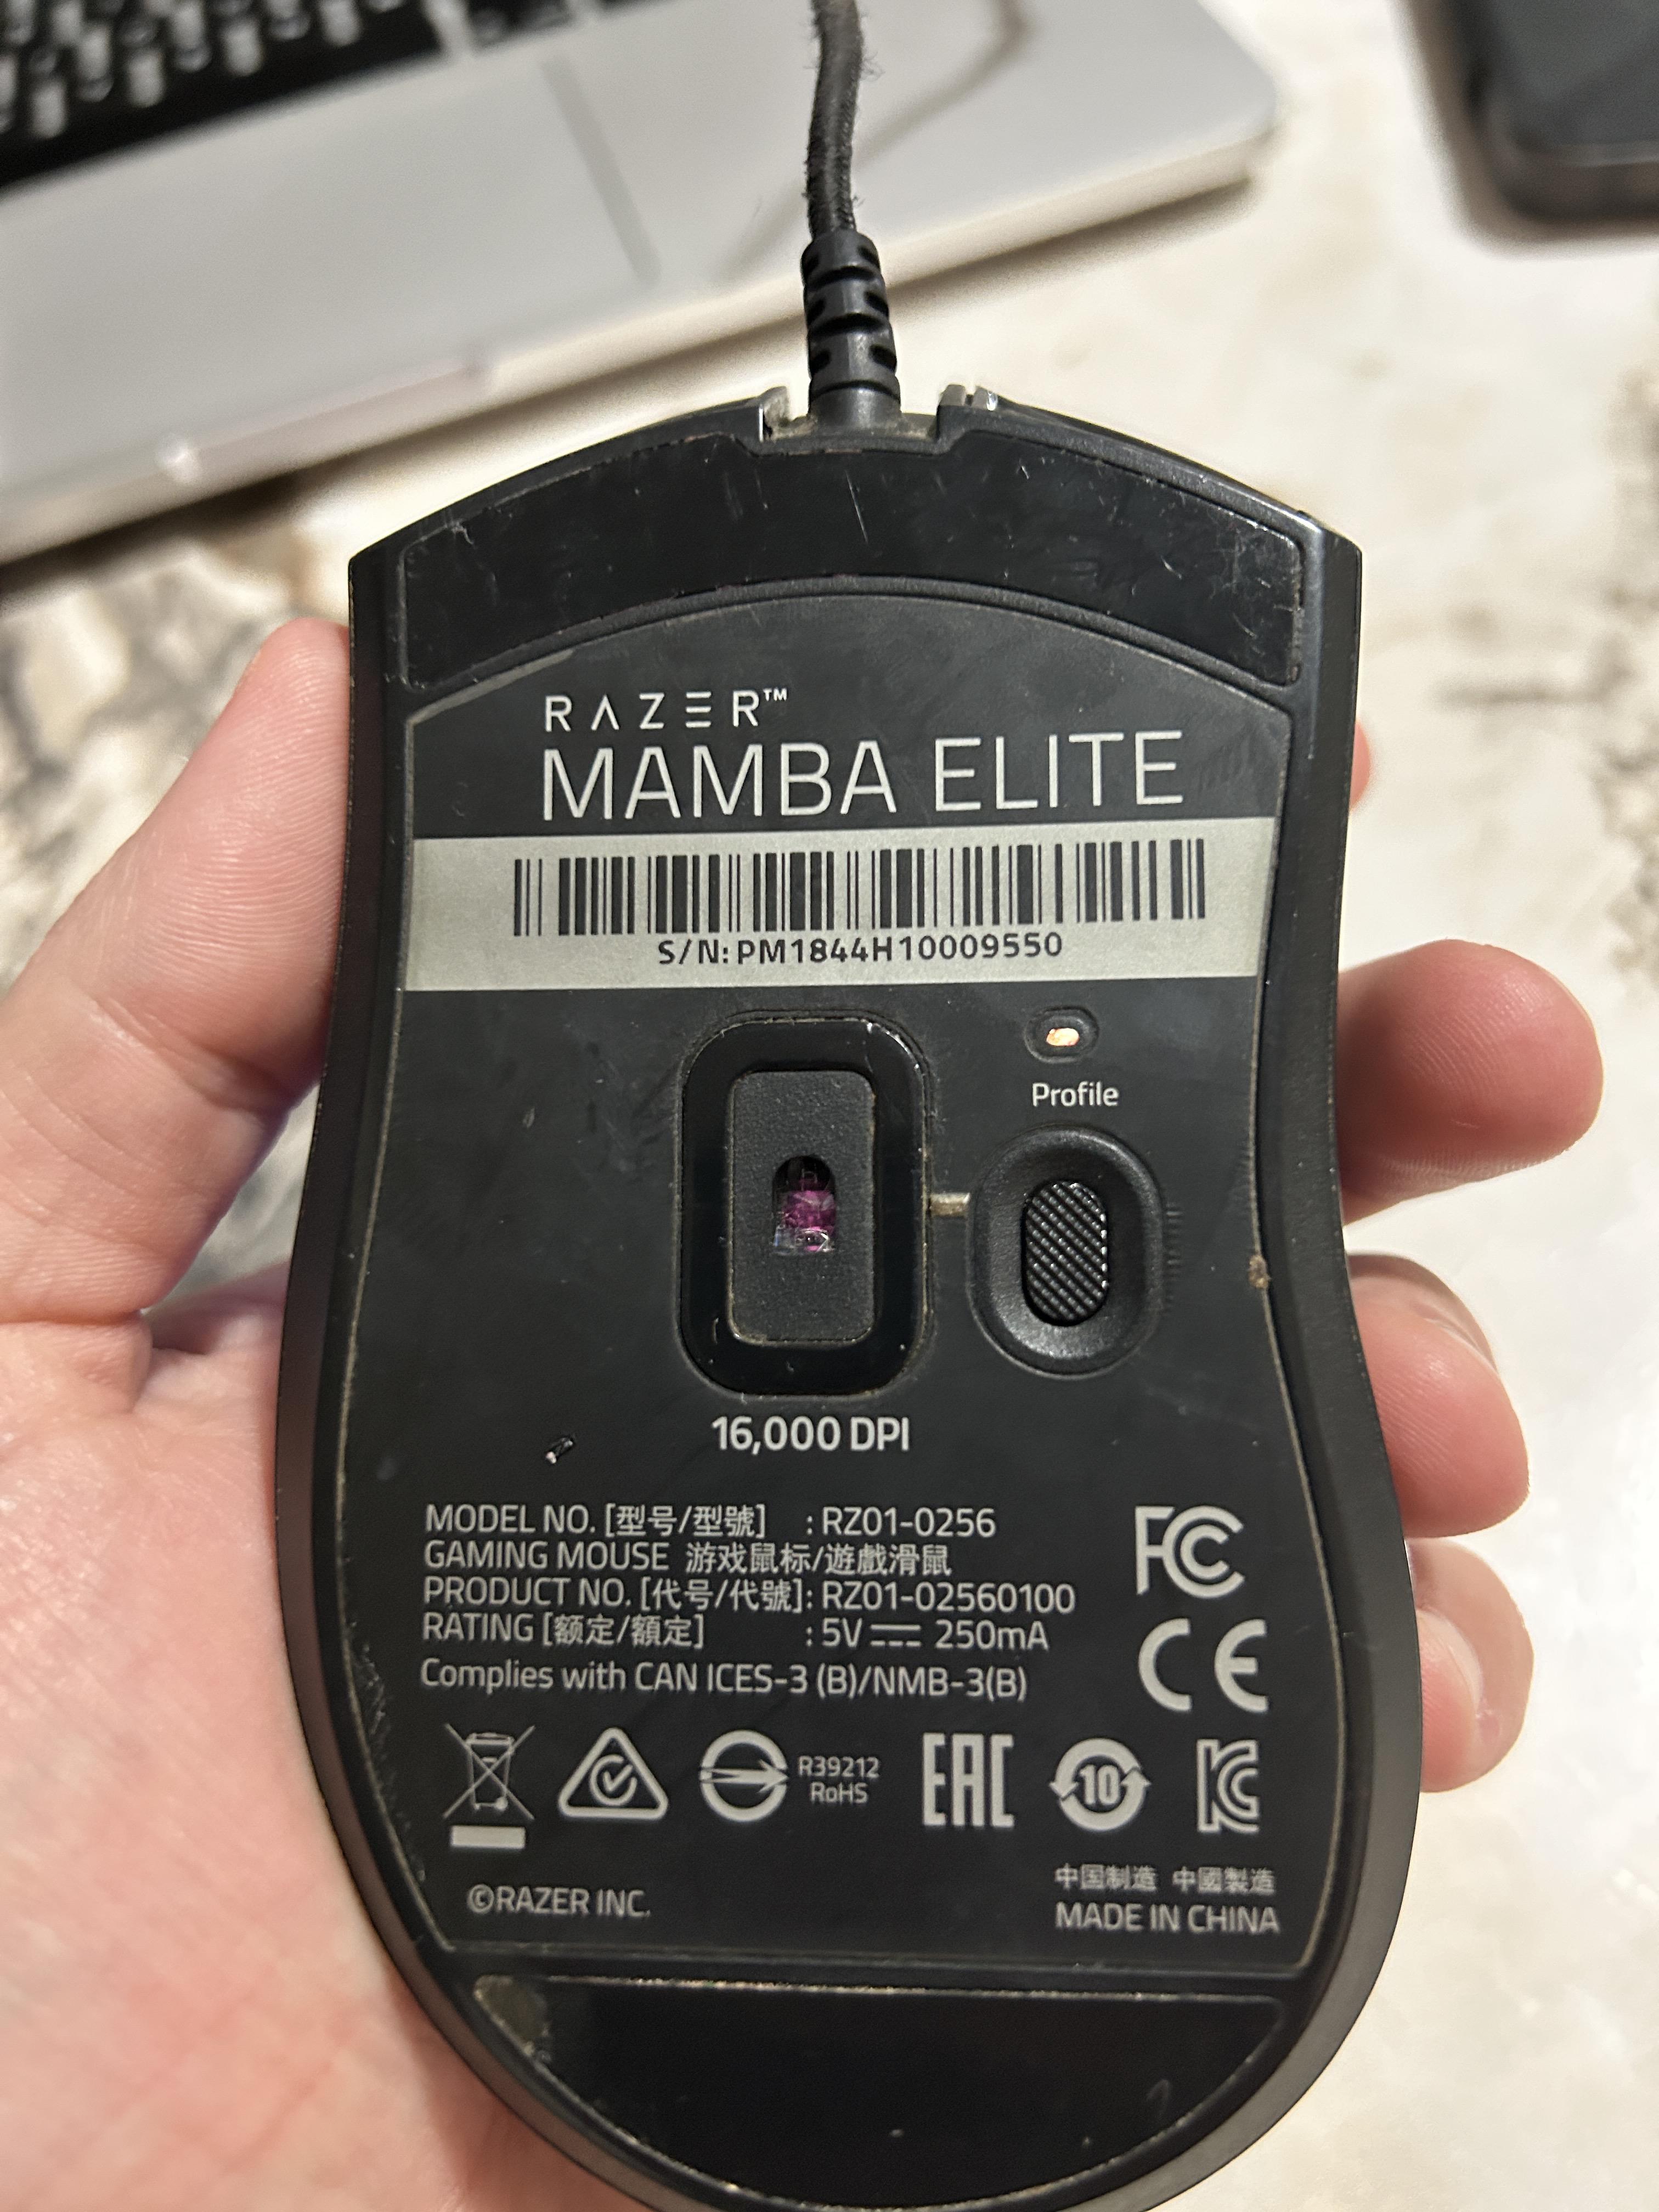 RAZER™
MAMBA ELITE
S/N: PM1844H10009550
Profile
16,000 DPI
MODEL NO. [型号/型號] : RZ01-0256
GAMING MOUSE 游戏鼠标/遊戲滑鼠
PRODUCT NO. [代号/代號]: RZ01-02560100
RATING [额定/額定] : 5V ⎓ 250mA
Complies with CAN ICES-3 (B)/NMB-3(B)
FC
CE
R39212
RoHS
EAC
10
KC
©RAZER INC.
中国制造 中國製造
MADE IN CHINA